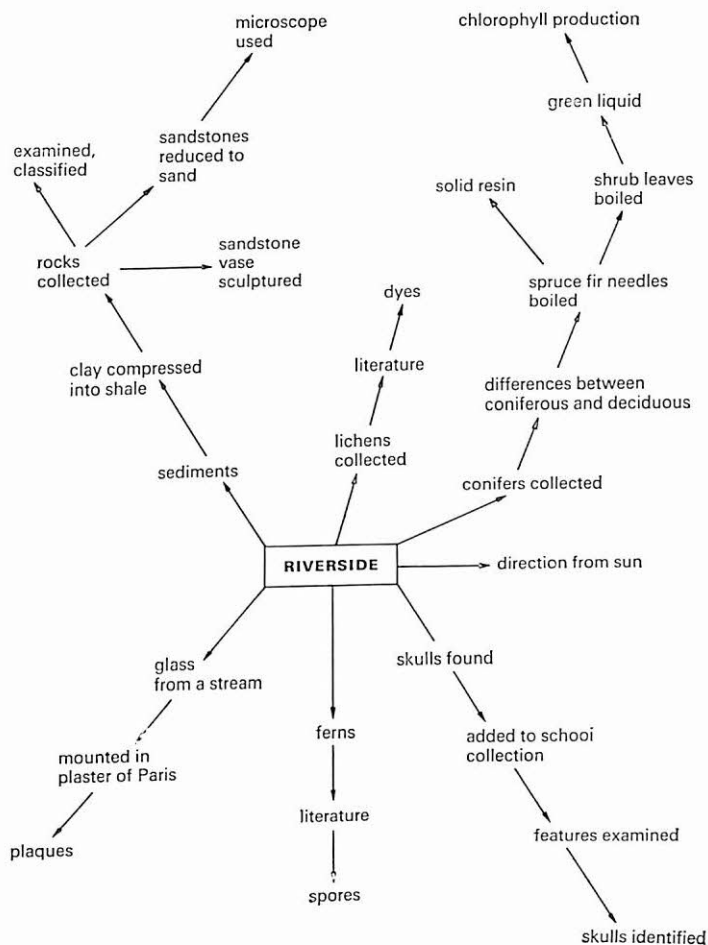 microscope
used
chlorophyll production
green liquid
sandstones
reduced to
sand
examined,
classified
shrub leaves
boiled
solid resin
rocks
collected
sandstone
vase
sculptured
spruce fir needles
boiled
dyes
clay compressed
into shale
literature
differences between
coniferous and deciduous
lichens
collected
sediments
conifers collected
RIVERSIDE
direction from sun
glass
from a stream
skulls found
mounted in
plaster of Paris
ferns
added to school
collection
plaques
literature
features examined
spores
skulls identified